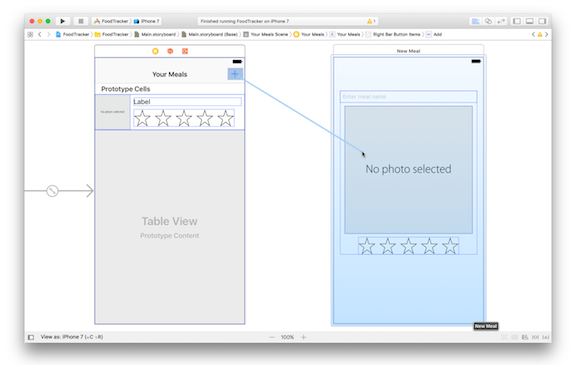 FoodTracker > iPhone 7
Finished running FoodTracker on iPhone 7
1
FoodTracker > FoodTracker > Main.storyboard > Main.storyboard (Base) > Your Meals Scene > Your Meals > Your Meals > Right Bar Button Items > Add
New Meal
Your Meals
+
Prototype Cells
No photo selected
Label
Enter meal name
No photo selected
Table View
Prototype Content
New Meal
View as: iPhone 7 (wC hR)
100%